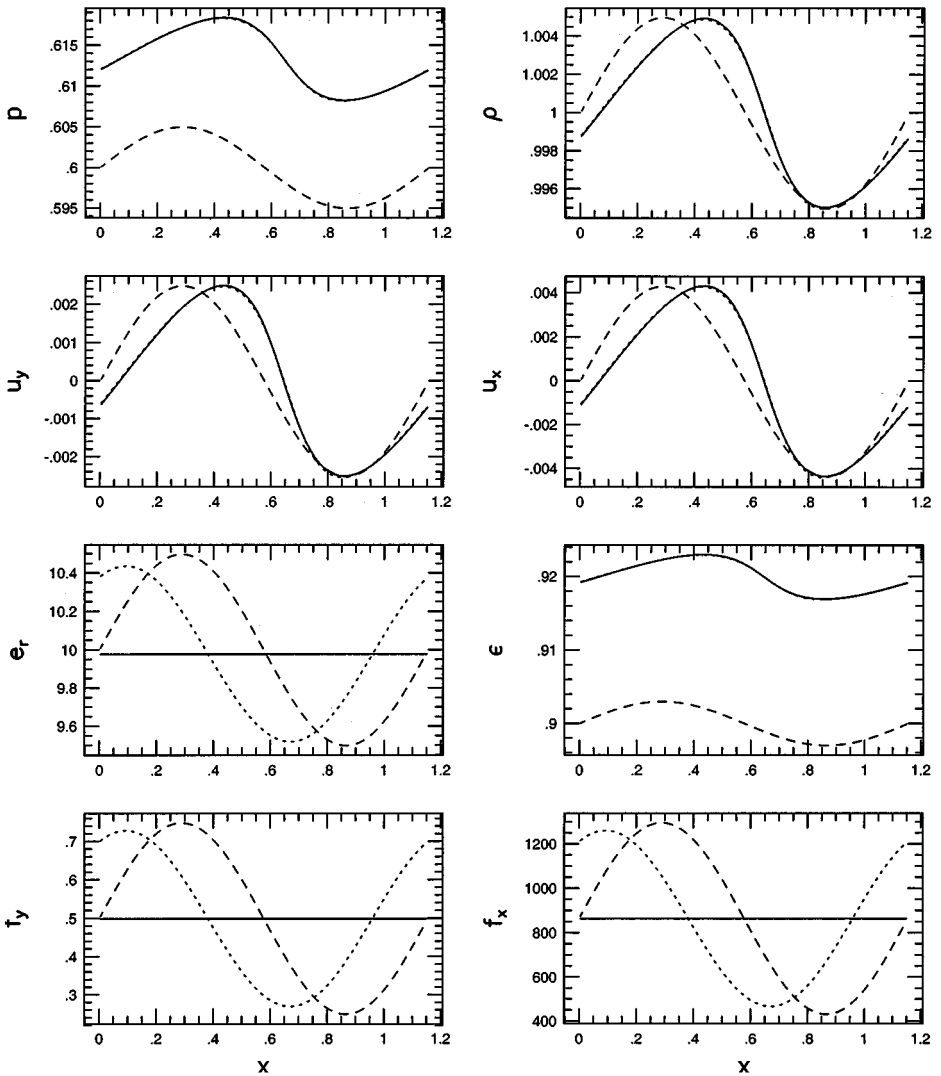 p
.615
.61
.605
.6
.595
0 .2 .4 .6 .8 1 1.2
ρ
1.004
1.002
1
.998
.996
0 .2 .4 .6 .8 1 1.2
u_y
.002
.001
0
-.001
-.002
0 .2 .4 .6 .8 1 1.2
u_x
.004
.002
0
-.002
-.004
0 .2 .4 .6 .8 1 1.2
e_r
10.4
10.2
10
9.8
9.6
0 .2 .4 .6 .8 1 1.2
ϵ
.92
.91
.9
0 .2 .4 .6 .8 1 1.2
f_y
.7
.6
.5
.4
.3
0 .2 .4 .6 .8 1 1.2
x
f_x
1200
1000
800
600
400
0 .2 .4 .6 .8 1 1.2
x